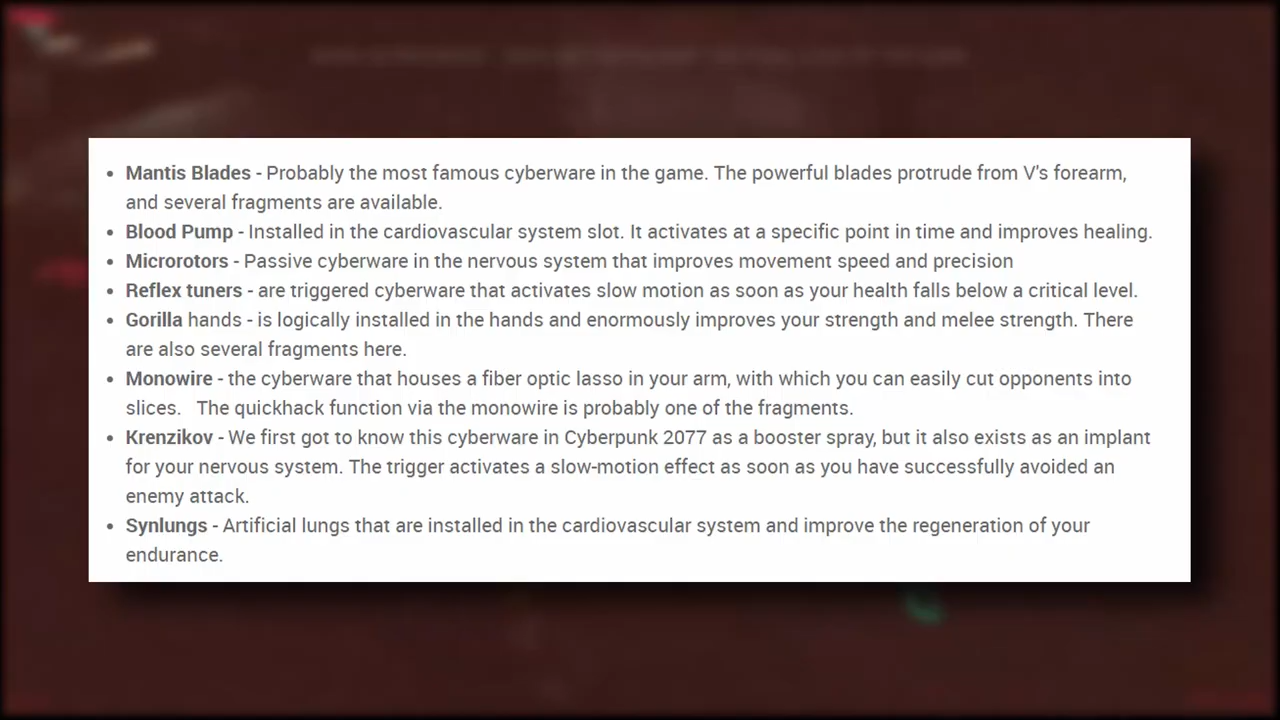 • Mantis Blades - Probably the most famous cyberware in the game. The powerful blades protrude from V's forearm,
and several fragments are available.
• Blood Pump - Installed in the cardiovascular system slot. It activates at a specific point in time and improves healing.
• Microrotors - Passive cyberware in the nervous system that improves movement speed and precision
• Reflex tuners - are triggered cyberware that activates slow motion as soon as your health falls below a critical level.
• Gorilla hands - is logically installed in the hands and enormously improves your strength and melee strength. There
are also several fragments here.
• Monowire - the cyberware that houses a fiber optic lasso in your arm, with which you can easily cut opponents into
slices.   The quickhack function via the monowire is probably one of the fragments.
• Krenzikov - We first got to know this cyberware in Cyberpunk 2077 as a booster spray, but it also exists as an implant
for your nervous system. The trigger activates a slow-motion effect as soon as you have successfully avoided an
enemy attack.
• Synlungs - Artificial lungs that are installed in the cardiovascular system and improve the regeneration of your
endurance.